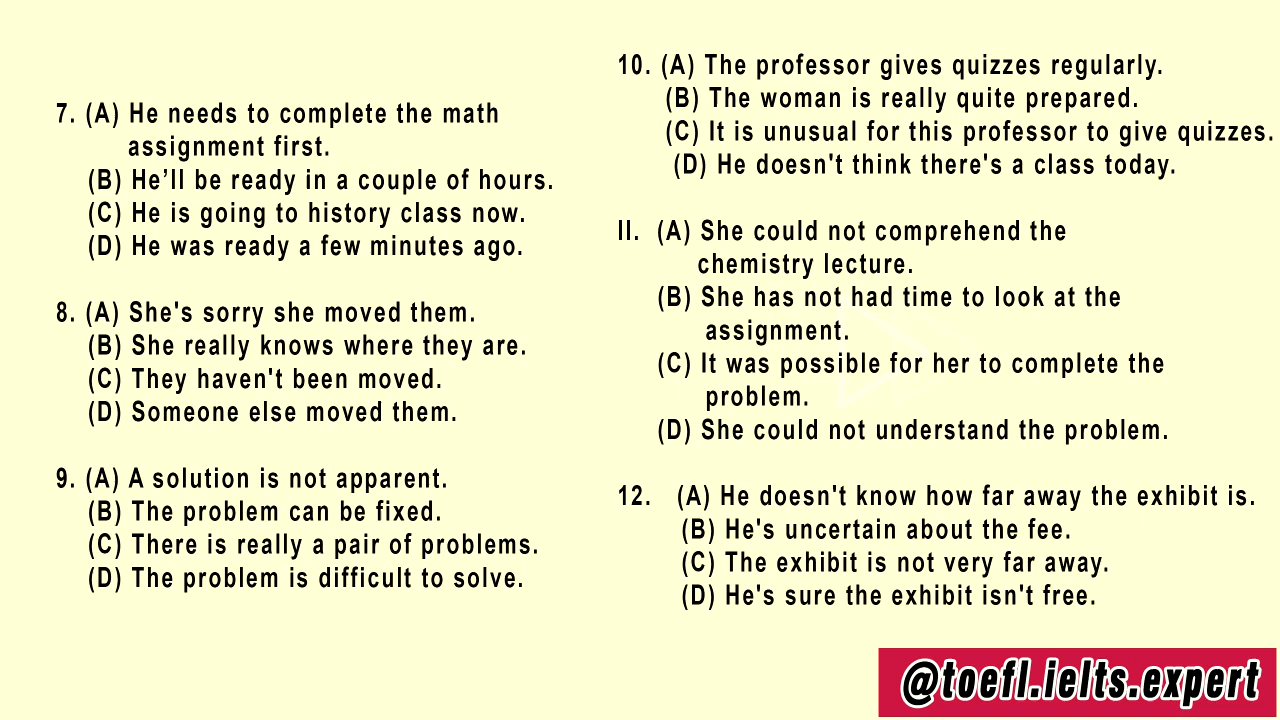 7. (A) He needs to complete the math
assignment first.
(B) He’ll be ready in a couple of hours.
(C) He is going to history class now.
(D) He was ready a few minutes ago.
8. (A) She's sorry she moved them.
(B) She really knows where they are.
(C) They haven't been moved.
(D) Someone else moved them.
9. (A) A solution is not apparent.
(B) The problem can be fixed.
(C) There is really a pair of problems.
(D) The problem is difficult to solve.
10. (A) The professor gives quizzes regularly.
(B) The woman is really quite prepared.
(C) It is unusual for this professor to give quizzes.
(D) He doesn't think there's a class today.
II. (A) She could not comprehend the
chemistry lecture.
(B) She has not had time to look at the
assignment.
(C) It was possible for her to complete the
problem.
(D) She could not understand the problem.
12. (A) He doesn't know how far away the exhibit is.
(B) He's uncertain about the fee.
(C) The exhibit is not very far away.
(D) He's sure the exhibit isn't free.
@toefl.ielts.expert